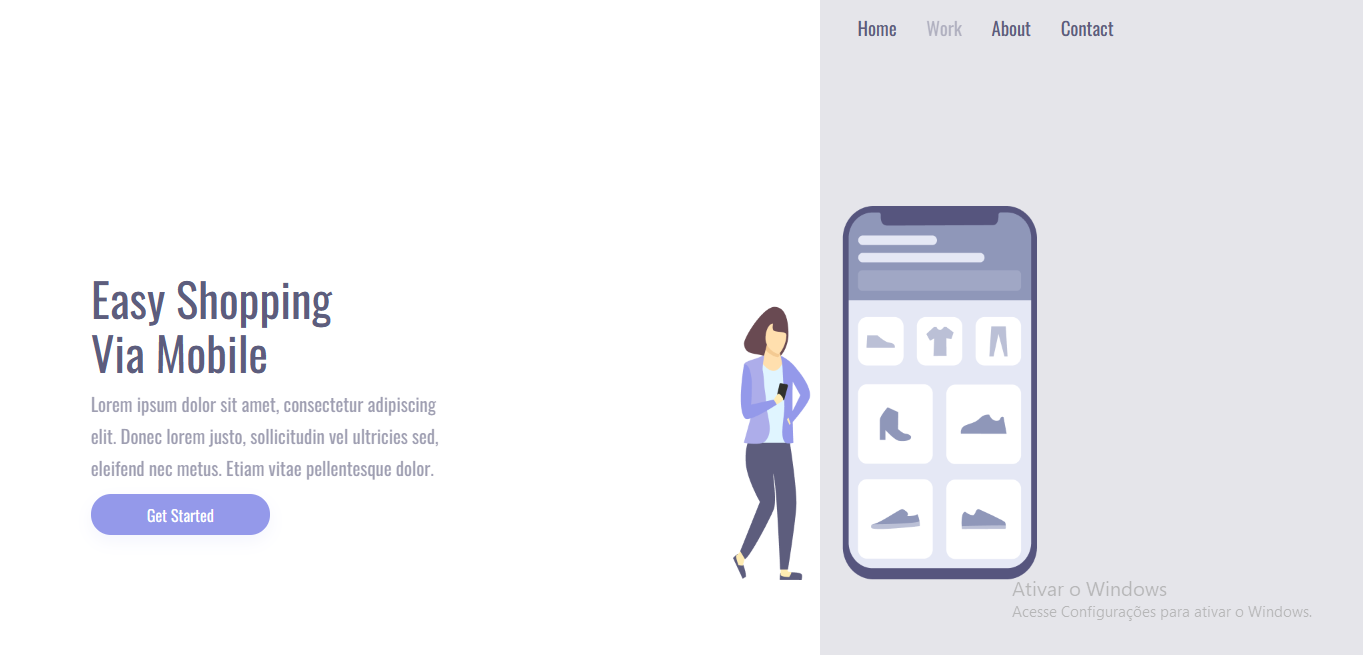 Home Work About Contact
Easy Shopping
Via Mobile
Lorem ipsum dolor sit amet, consectetur adipiscing
elit. Donec lorem justo, sollicitudin vel ultricies sed,
eleifend nec metus. Etiam vitae pellentesque dolor.
Get Started
Ativar o Windows
Acesse Configurações para ativar o Windows.